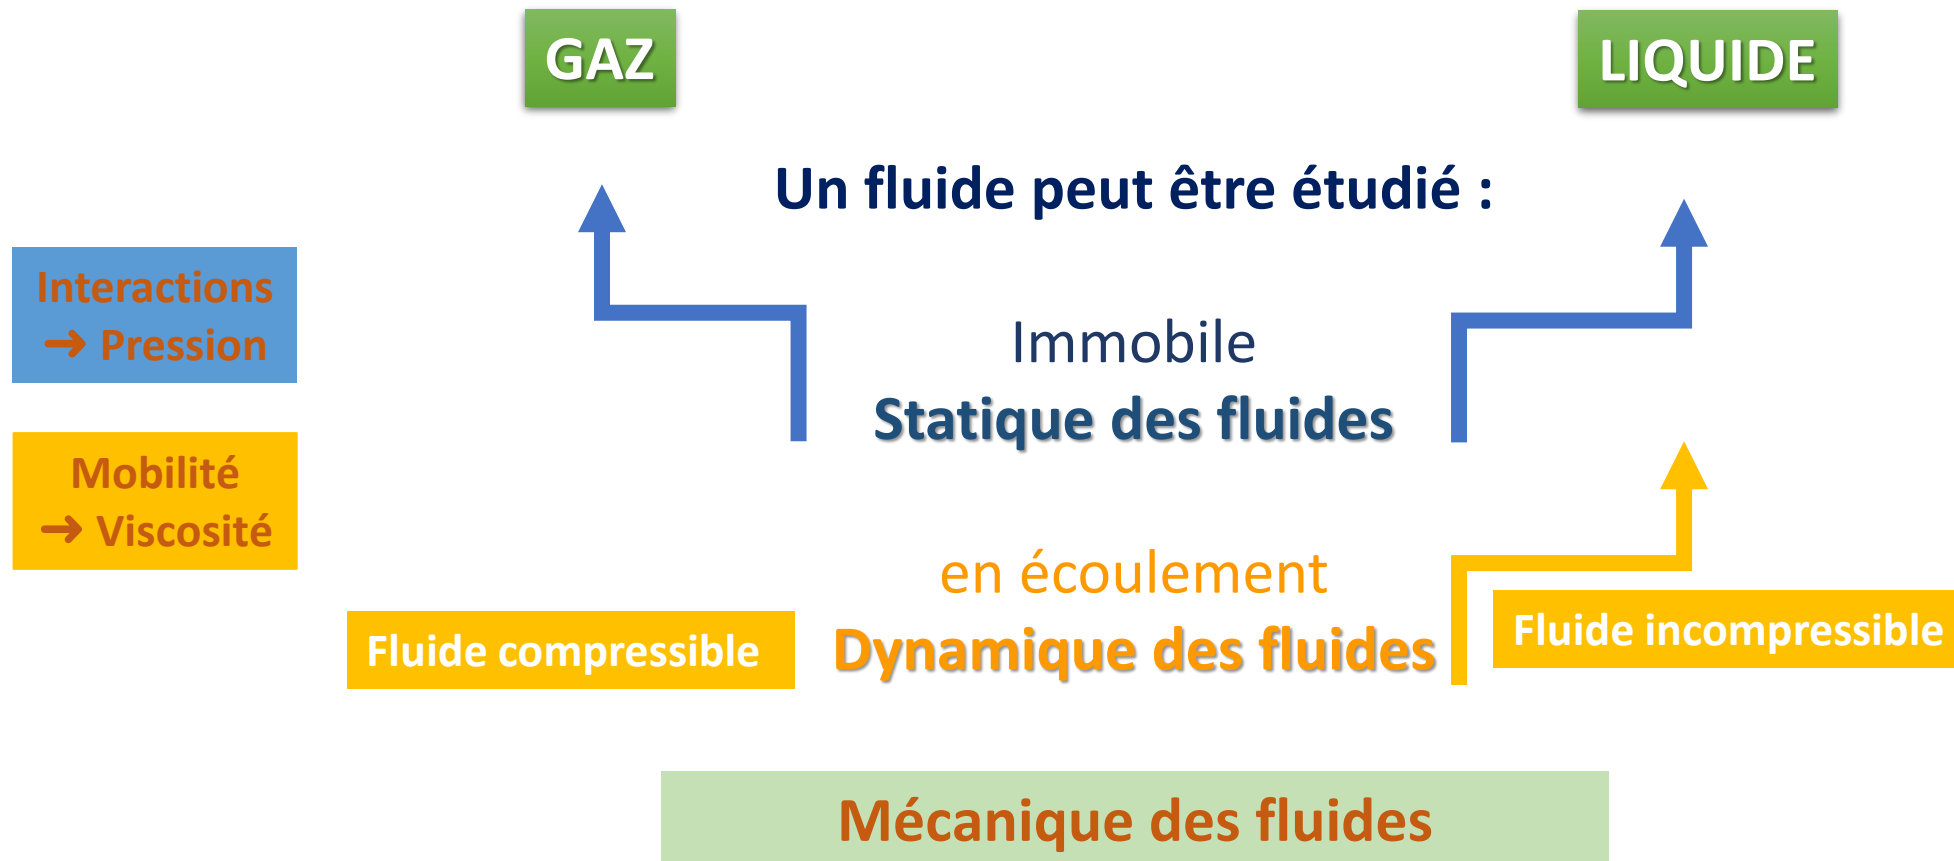 GAZ
LIQUIDE
Un fluide peut être étudié :
Interactions
➜ Pression
Immobile
Statique des fluides
Mobilité
➜ Viscosité
en écoulement
Fluide compressible
Dynamique des fluides
Fluide incompressible
Mécanique des fluides